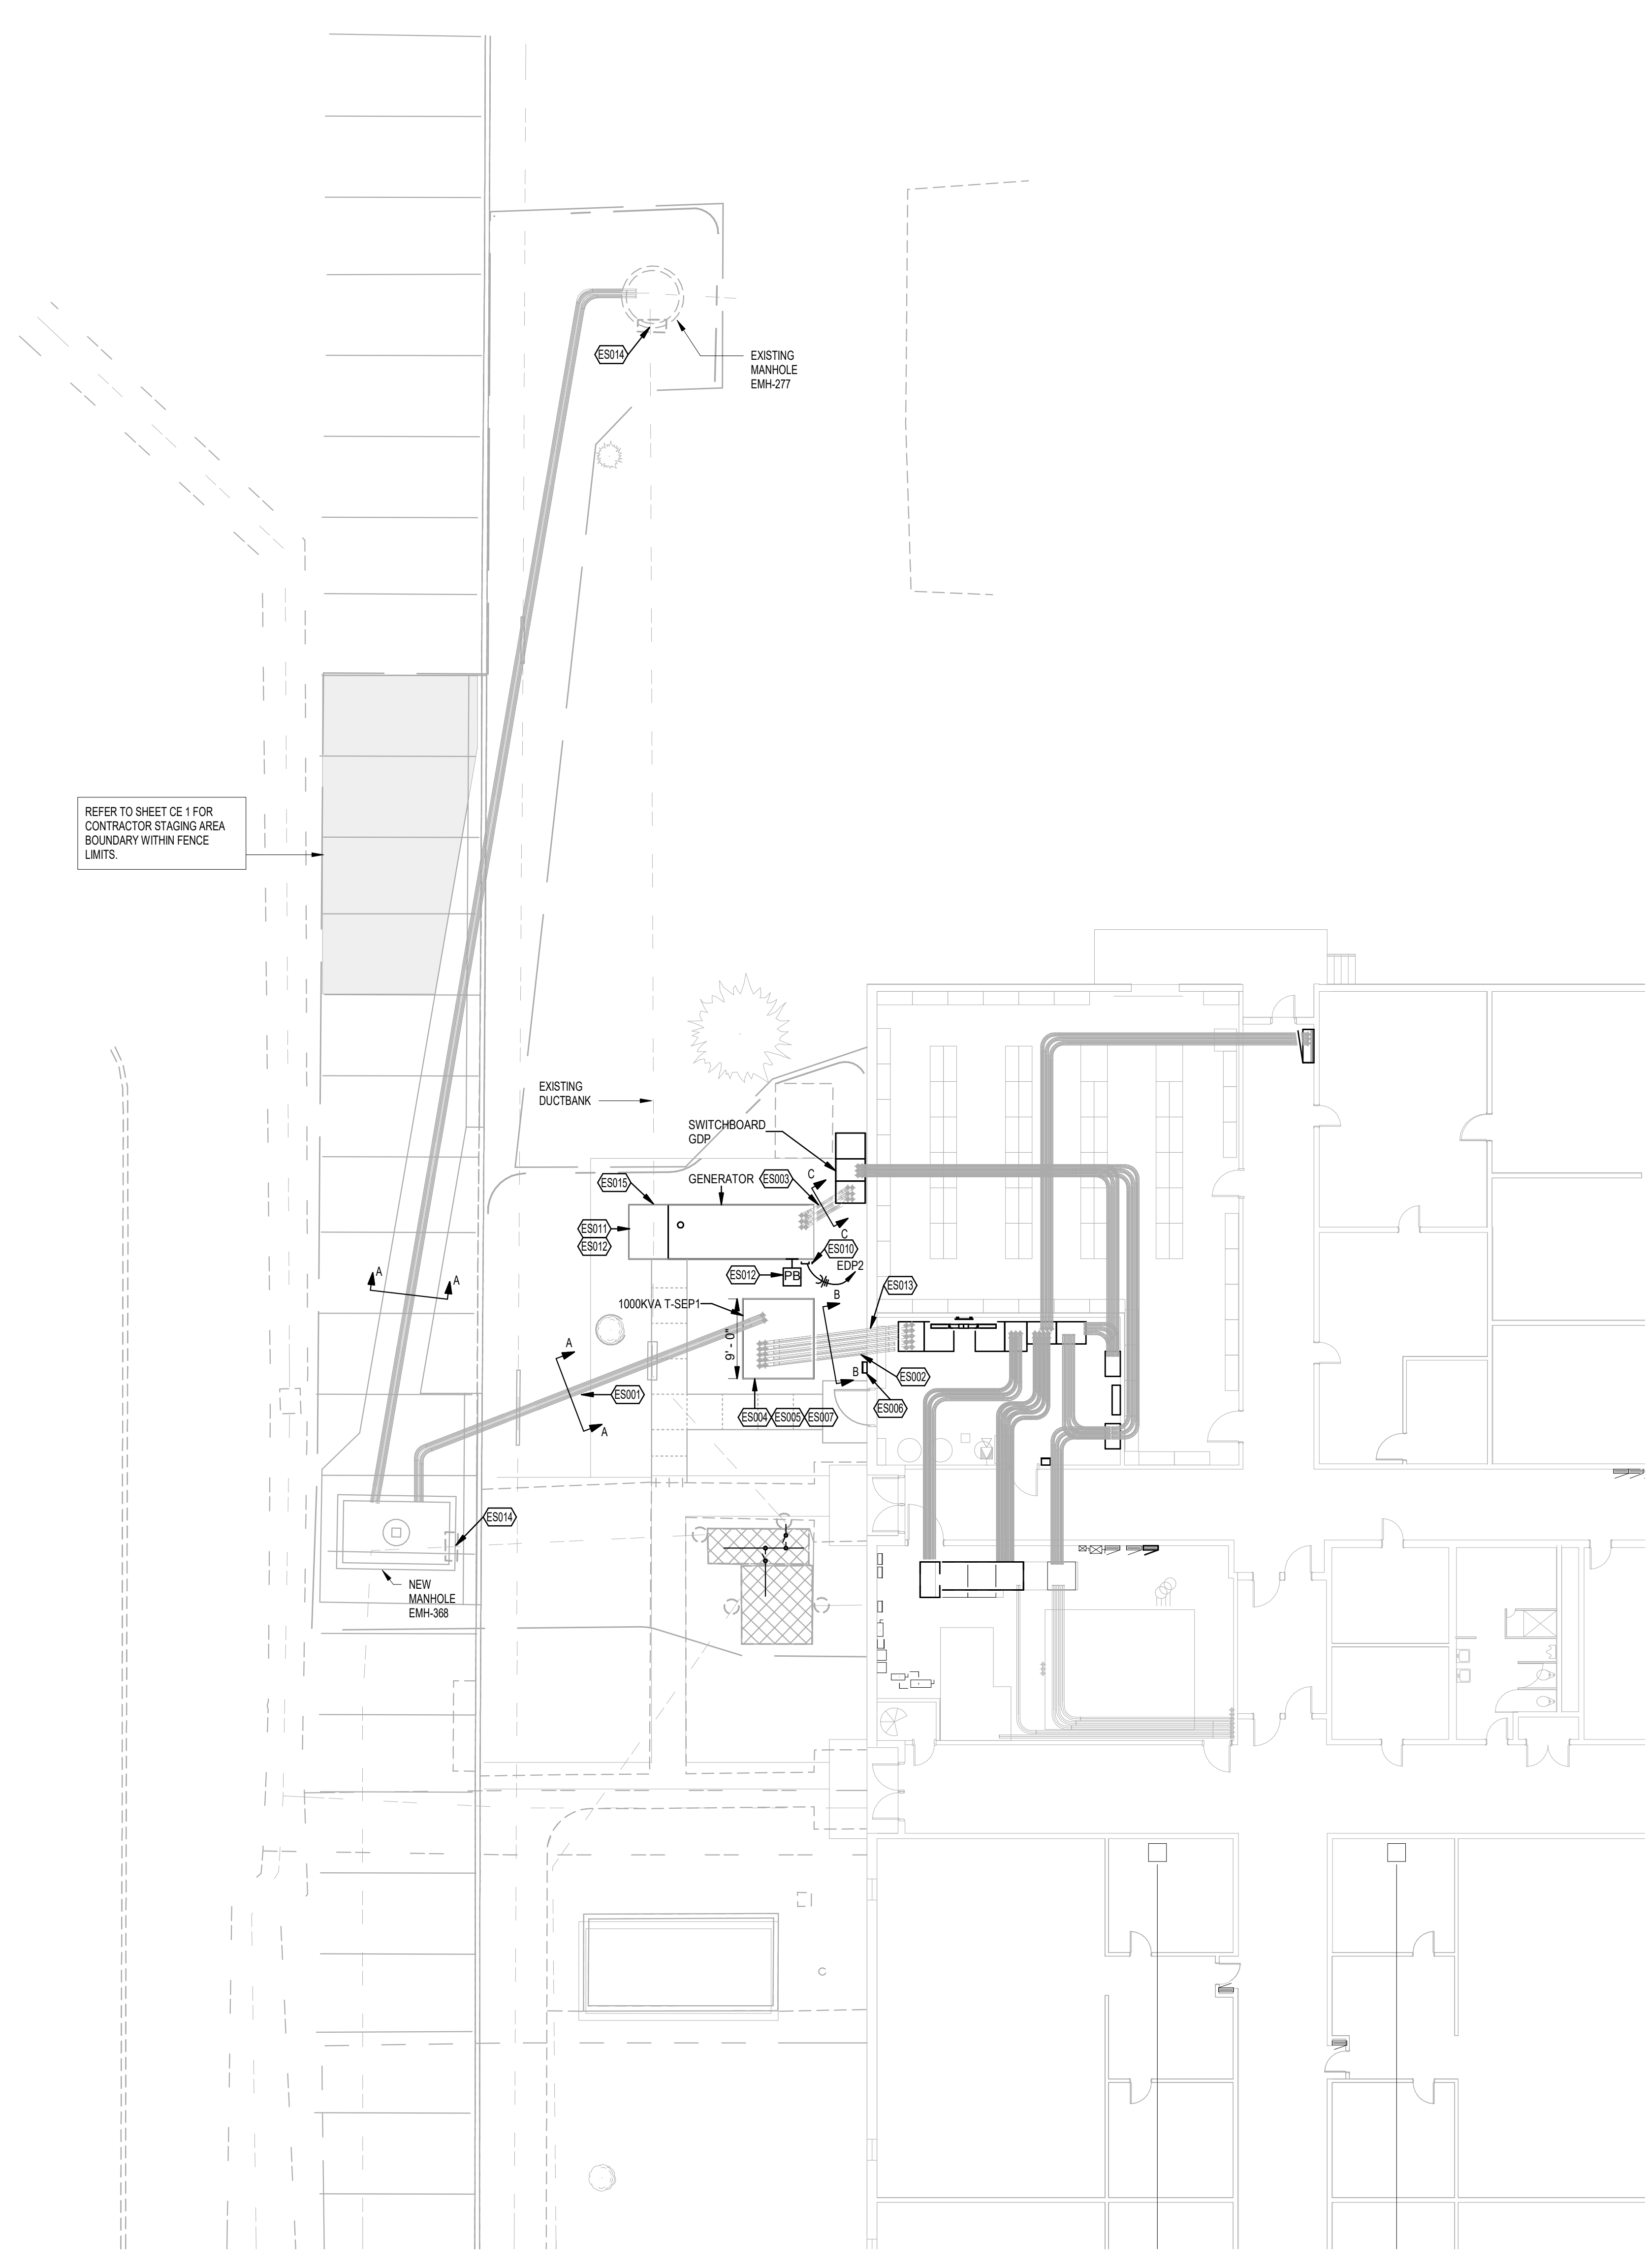 ES014
EXISTING
MANHOLE
EMH-277
REFER TO SHEET CE 1 FOR
CONTRACTOR STAGING AREA
BOUNDARY WITHIN FENCE
LIMITS.
EXISTING
DUCTBANK
SWITCHBOARD
GDP
GENERATOR
ES003
C
C
ES015
ES011
ES012
ES010
EDP2
ES012
PB
ES013
A
A
1000KVA T-SEP1
9' - 0"
B
B
A
A
ES001
ES002
ES006
ES004
ES005
ES007
ES014
NEW
MANHOLE
EMH-368